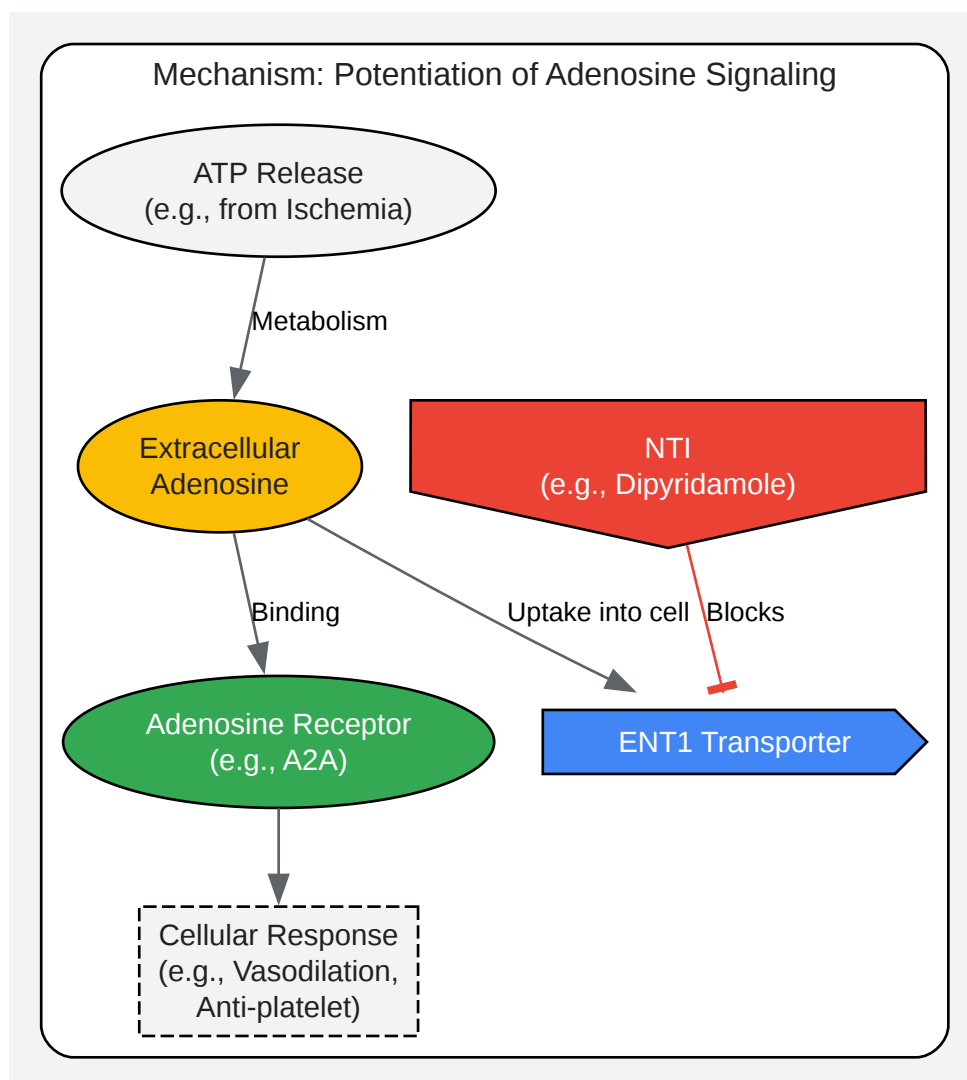 Mechanism: Potentiation of Adenosine Signaling
ATP Release
(e.g., from Ischemia)
Metabolism
Extracellular
Adenosine
NTI
(e.g., Dipyridamole)
Binding
Uptake into cell
Blocks
Adenosine Receptor
(e.g., A2A)
ENT1 Transporter
Cellular Response
(e.g., Vasodilation,
Anti-platelet)